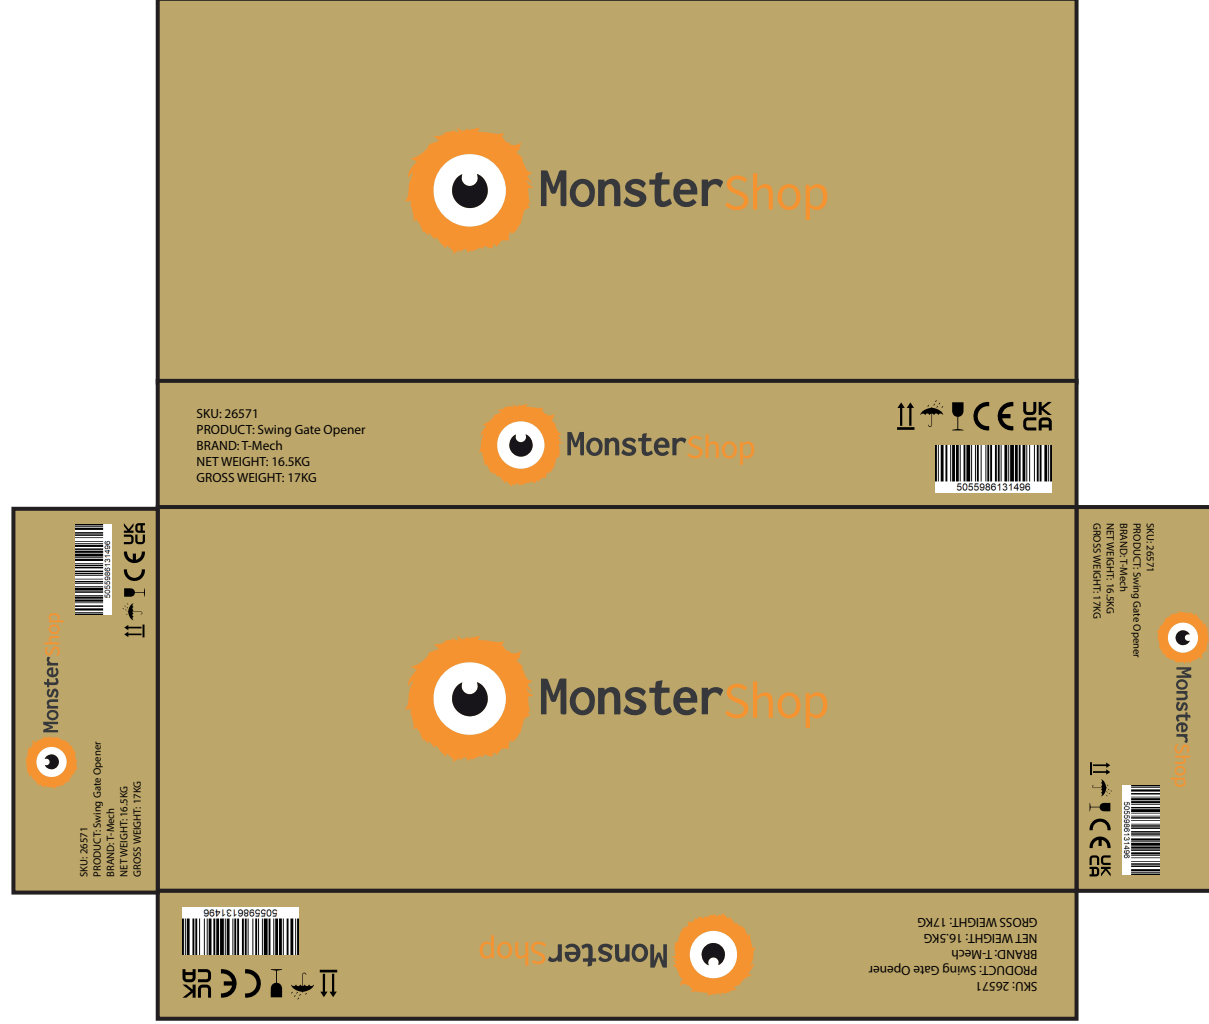 MonsterShop
SKU: 26571
PRODUCT: Swing Gate Opener
BRAND: T-Mech
NET WEIGHT: 16.5KG
GROSS WEIGHT: 17KG
MonsterShop
CE UK
CA
5055986131496
5055986131496
CE UK
CA
MonsterShop
SKU: 26571
PRODUCT: Swing Gate Opener
BRAND: T-Mech
NET WEIGHT: 16.5KG
GROSS WEIGHT: 17KG
MonsterShop
SKU: 26571
PRODUCT: Swing Gate Opener
BRAND: T-Mech
NET WEIGHT: 16.5KG
GROSS WEIGHT: 17KG
MonsterShop
CE UK
CA
5055986131496
SKU: 26571
PRODUCT: Swing Gate Opener
BRAND: T-Mech
NET WEIGHT: 16.5KG
GROSS WEIGHT: 17KG
MonsterShop
CE UK
CA
5055986131496